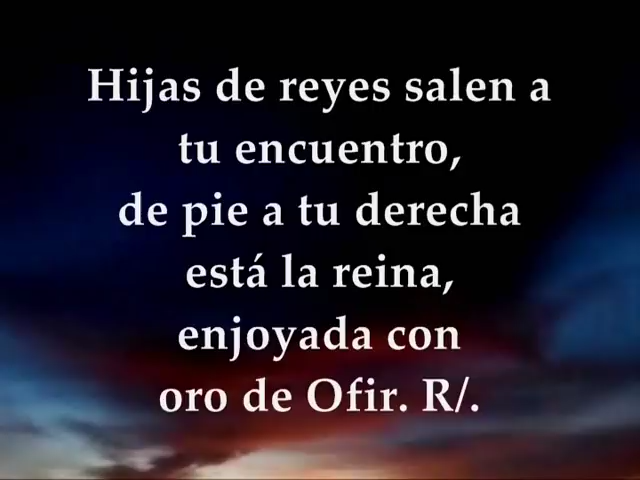 Hijas de reyes salen a
tu encuentro,
de pie a tu derecha
está la reina,
enjoyada con
oro de Ofir. R/.